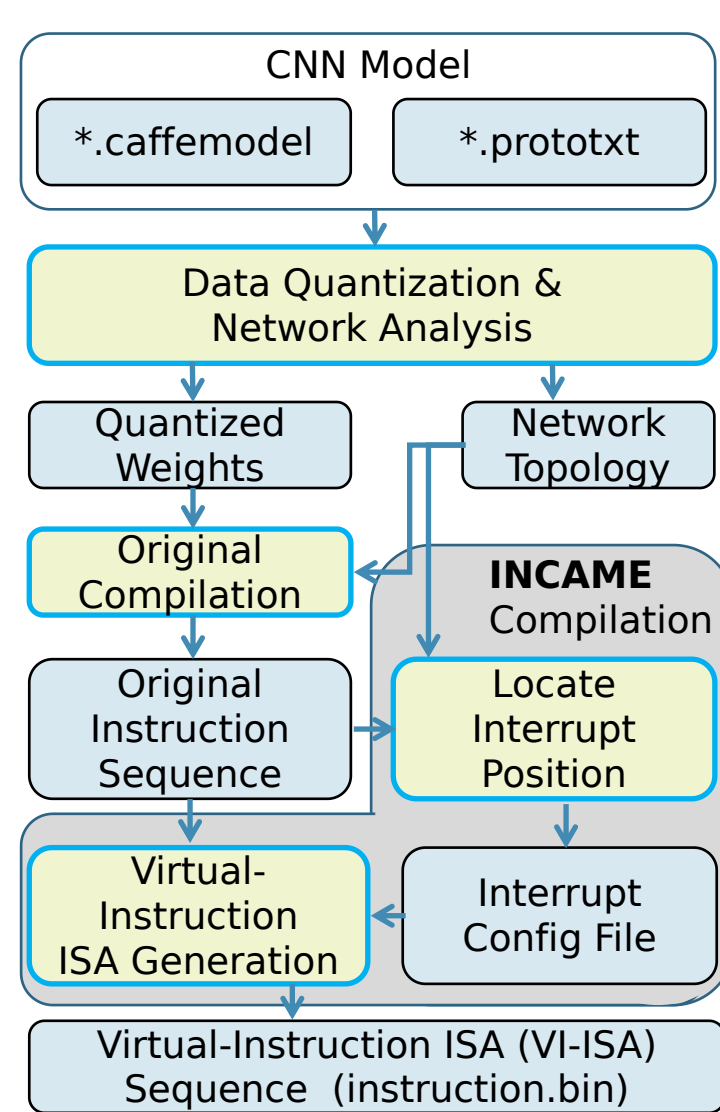 CNN Model
*.caffemodel
*.prototxt
Data Quantization &
Network Analysis
Quantized
Weights
Network
Topology
Original
Compilation
INCAME
Compilation
Original
Instruction
Sequence
Locate
Interrupt
Position
Virtual-
Instruction
ISA Generation
Interrupt
Config File
Virtual-Instruction ISA (VI-ISA)
Sequence (instruction.bin)